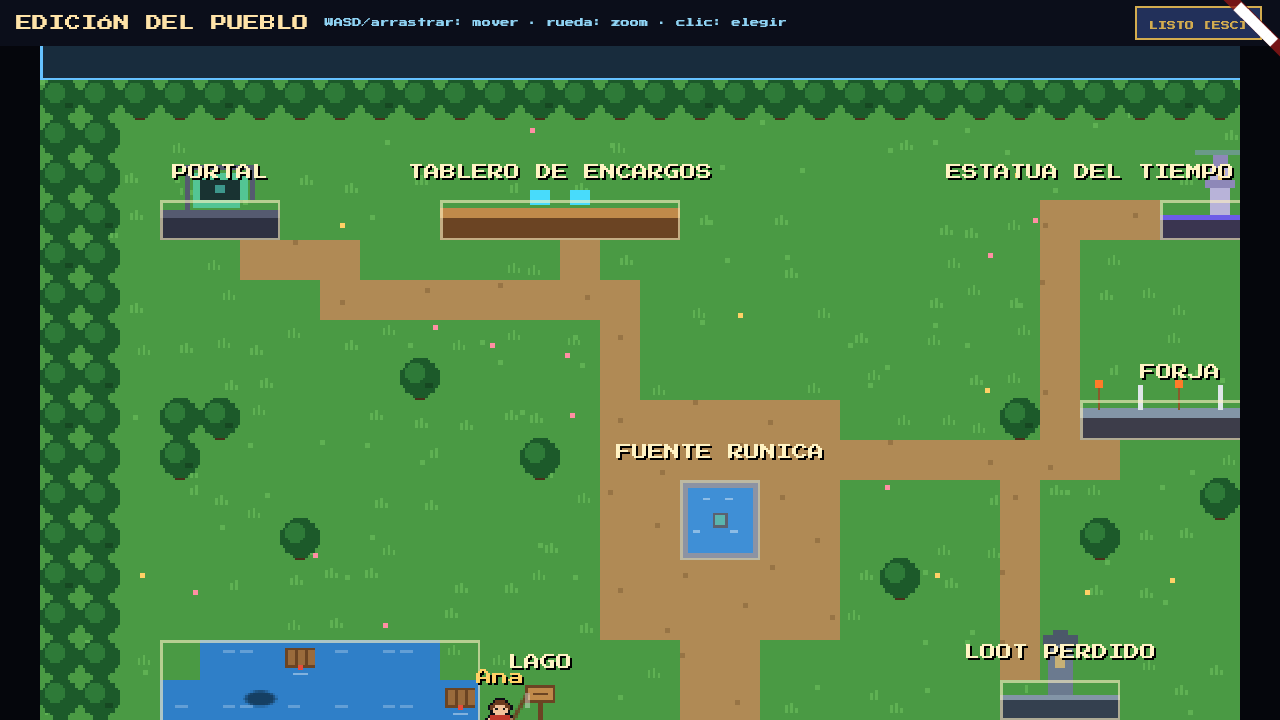 EDICIóN DEL PUEBLO
WASD/arrastrar: mover · rueda: zoom · clic: elegir
LISTO [ESC]
PORTAL
TABLERO DE ENCARGOS
ESTATUA DEL TIEMPO
FORJA
FUENTE RUNICA
LAGO
Ana
LOOT PERDIDO